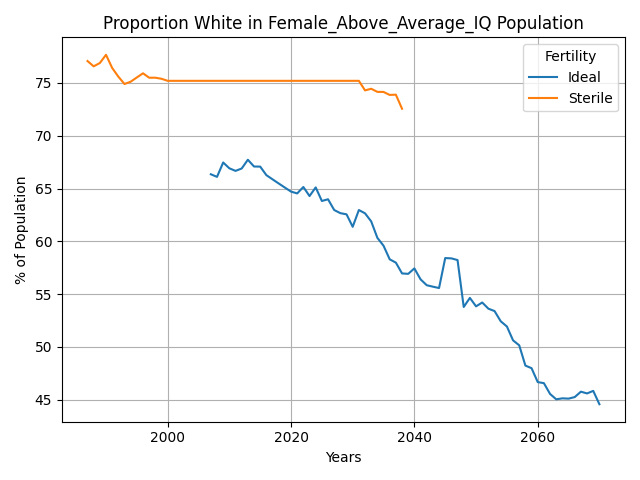 Proportion White in Female_Above_Average_IQ Population
Fertility
Ideal
Sterile
% of Population
75
70
65
60
55
50
45
2000 2020 2040 2060
Years